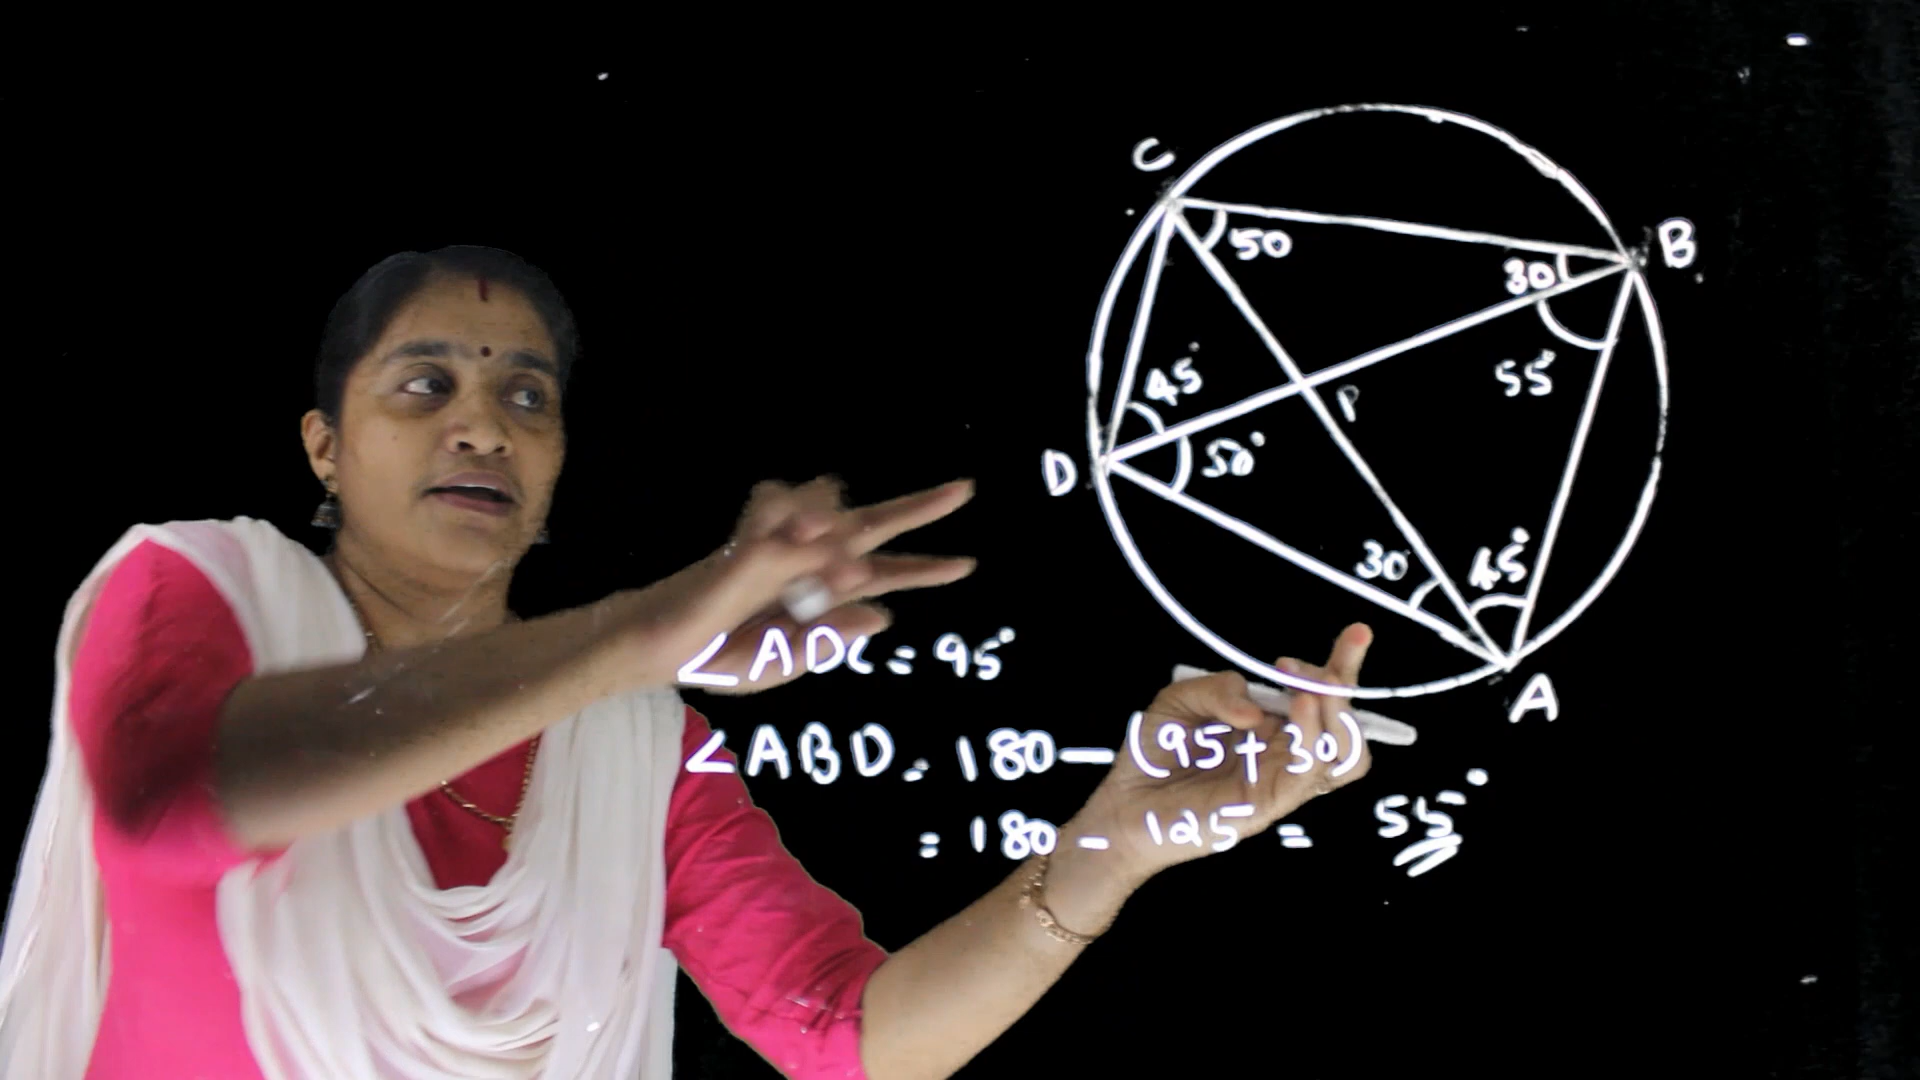 C
B
50
30
45°
55°
P
D
50°
30
45°
∠ADC = 95°
A
∠ABD = 180 – (95 + 30)
= 180 – 125 = 55°